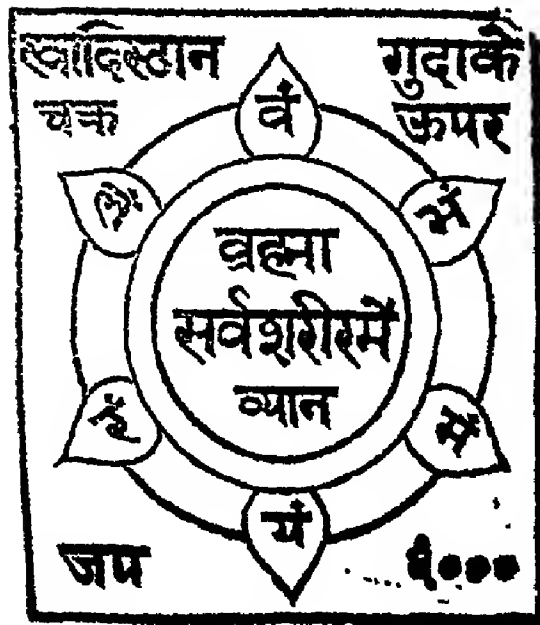 स्वादिस्टान
चक्र
गुदाके
ऊपर
वं
भं
मं
यं
रं
लं
ब्रह्मा
सर्वशरीरमें
व्यान
जप
६०००